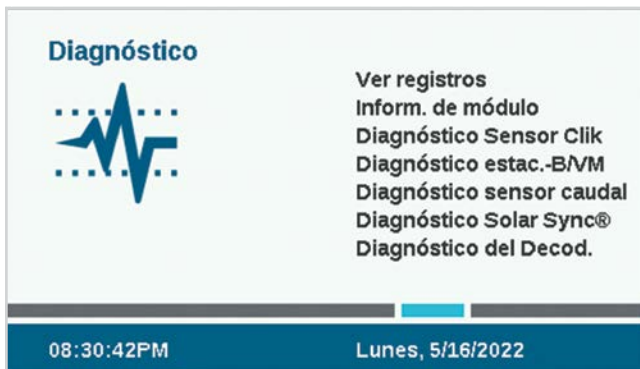 Diagnóstico
Ver registros
Inform. de módulo
Diagnóstico Sensor Clik
Diagnóstico estac.-B/VM
Diagnóstico sensor caudal
Diagnóstico Solar Sync®
Diagnóstico del Decod.
08:30:42PM
Lunes, 5/16/2022